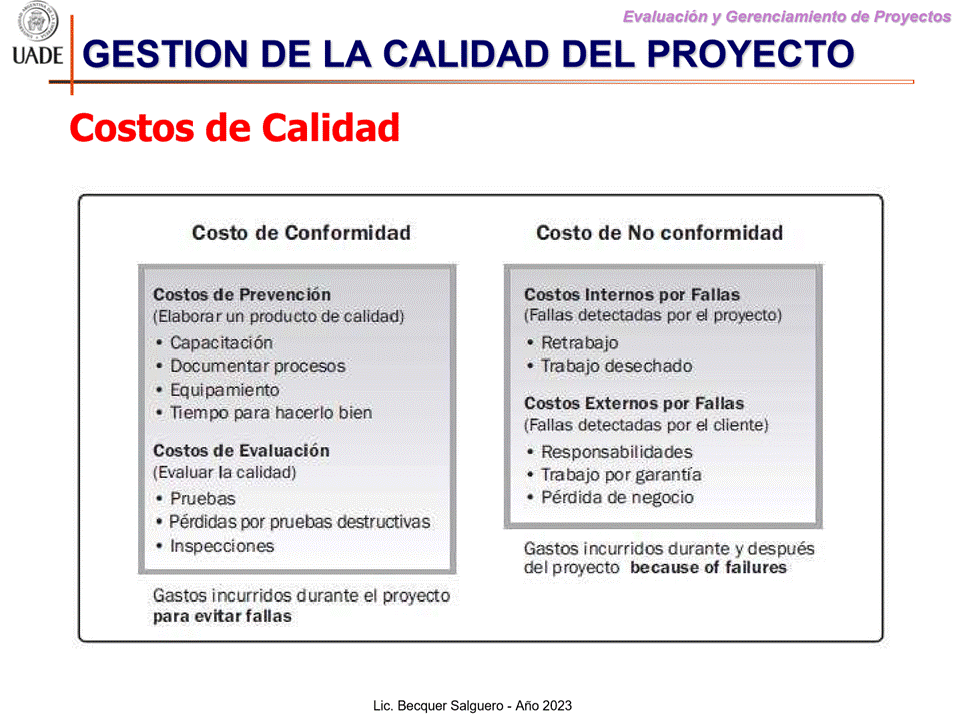 Evaluación y Gerenciamiento de Proyectos
UADE
GESTION DE LA CALIDAD DEL PROYECTO
Costos de Calidad
Costo de Conformidad
Costos de Prevención
(Elaborar un producto de calidad)
• Capacitación
• Documentar procesos
• Equipamiento
• Tiempo para hacerlo bien
Costos de Evaluación
(Evaluar la calidad)
• Pruebas
• Pérdidas por pruebas destructivas
• Inspecciones
Gastos incurridos durante el proyecto
para evitar fallas
Costo de No conformidad
Costos Internos por Fallas
(Fallas detectadas por el proyecto)
• Retrabajo
• Trabajo desechado
Costos Externos por Fallas
(Fallas detectadas por el cliente)
• Responsabilidades
• Trabajo por garantía
• Pérdida de negocio
Gastos incurridos durante y después
del proyecto because of failures
Lic. Becquer Salguero - Año 2023